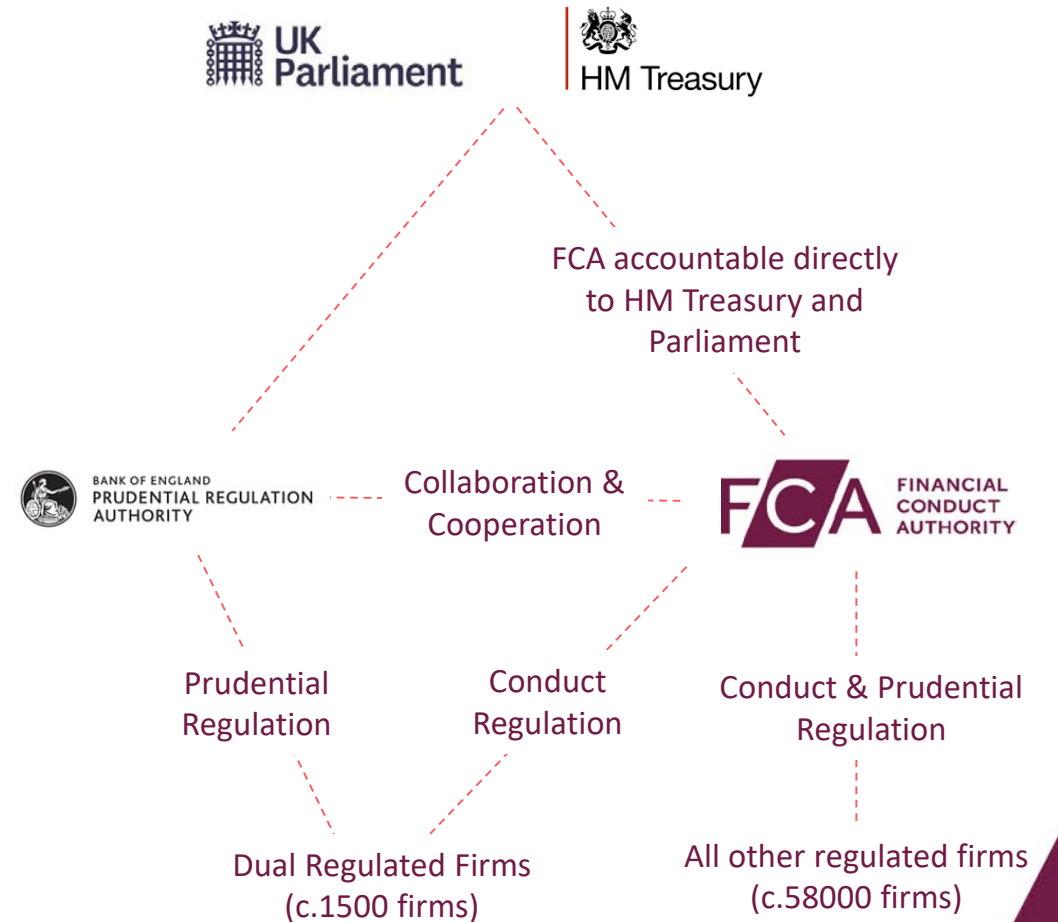 UK
Parliament
HM Treasury
FCA accountable directly
to HM Treasury and
Parliament
BANK OF ENGLAND
PRUDENTIAL REGULATION
AUTHORITY
Collaboration &
Cooperation
FCA
FINANCIAL
CONDUCT
AUTHORITY
Prudential
Regulation
Conduct
Regulation
Conduct & Prudential
Regulation
Dual Regulated Firms
(c.1500 firms)
All other regulated firms
(c.58000 firms)